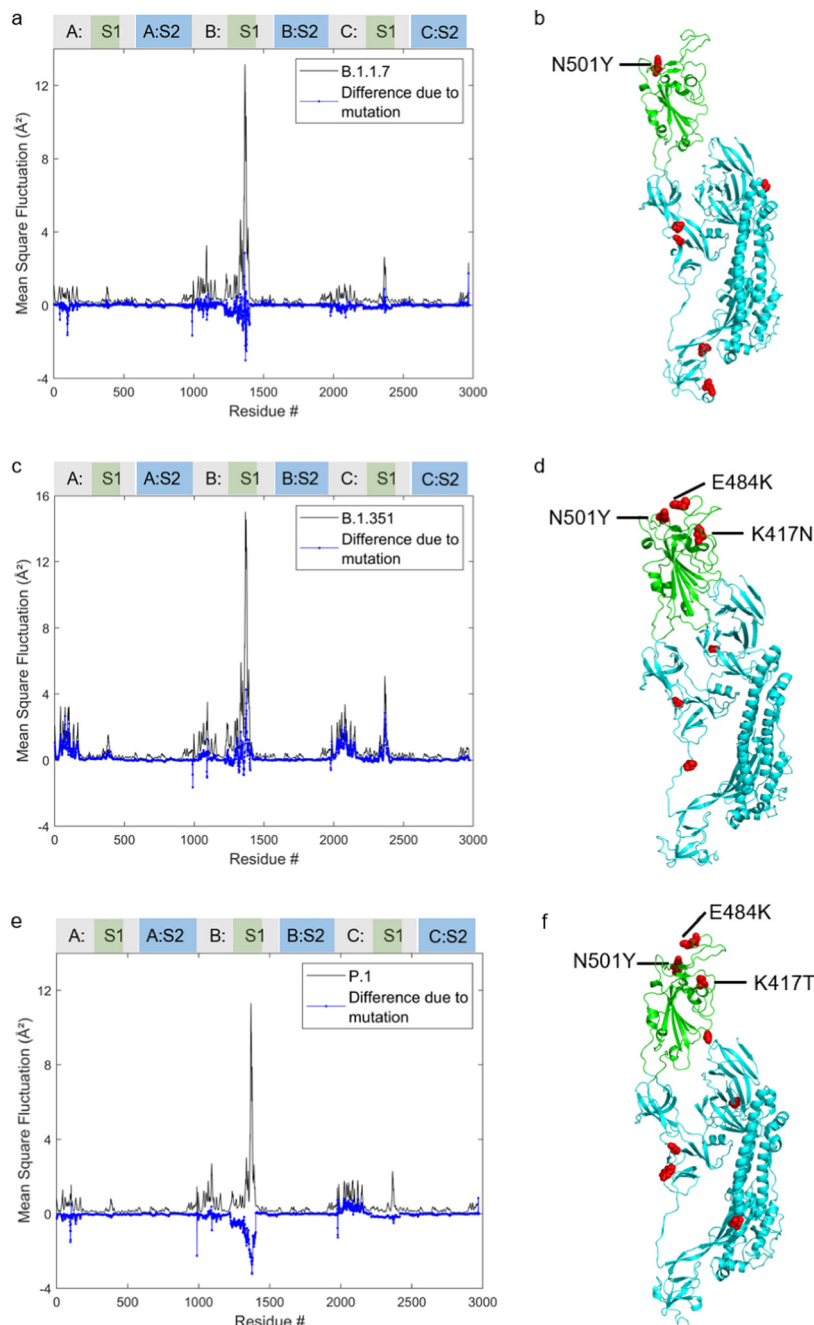 a
A: S1 A:S2 B: S1 B:S2 C: S1 C:S2
Mean Square Fluctuation (Å²)
12
8
4
0
-4
B.1.1.7
Difference due to
mutation
0 500 1000 1500 2000 2500 3000
Residue #
b
N501Y
c
A: S1 A:S2 B: S1 B:S2 C: S1 C:S2
Mean Square Fluctuation (Å²)
16
12
8
4
0
-4
B.1.351
Difference due to
mutation
0 500 1000 1500 2000 2500 3000
Residue #
d
E484K
N501Y
K417N
e
A: S1 A:S2 B: S1 B:S2 C: S1 C:S2
Mean Square Fluctuation (Å²)
12
8
4
0
-4
P.1
Difference due to
mutation
0 500 1000 1500 2000 2500 3000
Residue #
f
E484K
N501Y
K417T